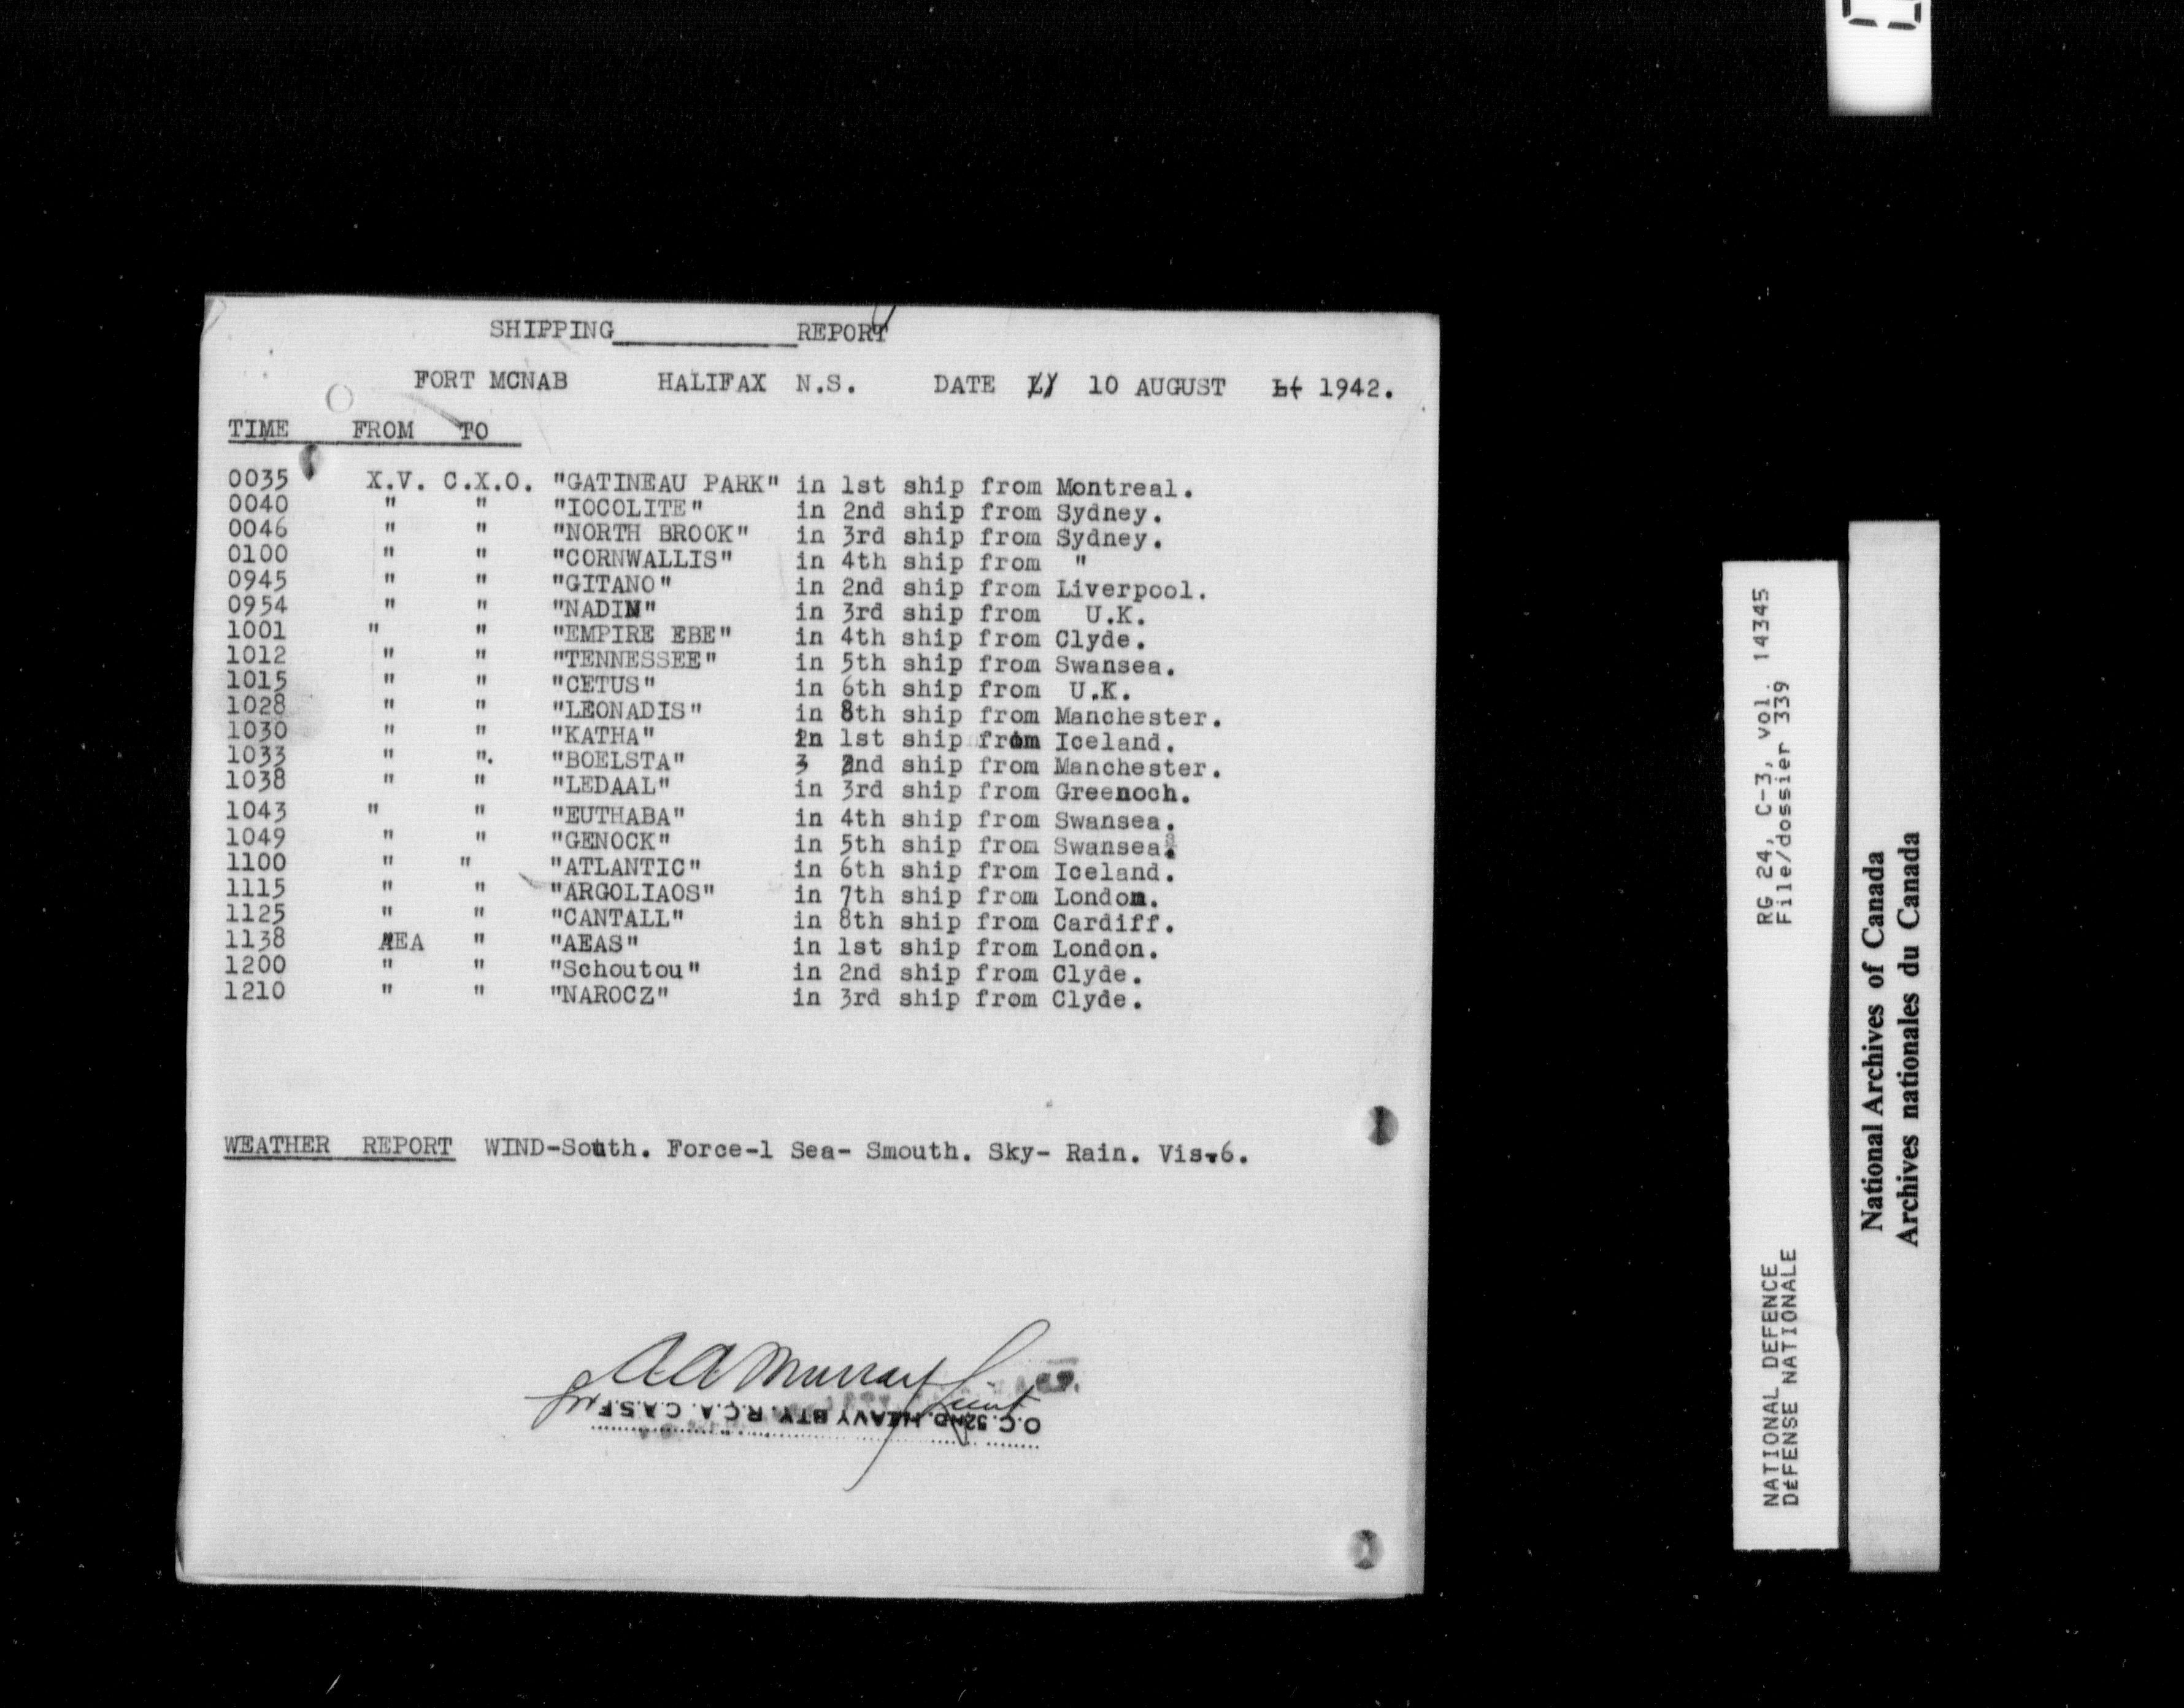 SHIPPING__________REPORT
FORT MCNAB HALIFAX N.S. DATE 10 AUGUST 1942.
TIME FROM TO
0035 X.V. C.X.O. "GATINEAU PARK" in 1st ship from Montreal.
0040 " " "IOCOLITE" in 2nd ship from Sydney.
0046 " " "NORTH BROOK" in 3rd ship from Sydney.
0100 " " "CORNWALLIS" in 4th ship from "
0945 " " "GITANO" in 2nd ship from Liverpool.
0954 " " "NADIN" in 3rd ship from U.K.
1001 " " "EMPIRE EBE" in 4th ship from Clyde.
1012 " " "TENNESSEE" in 5th ship from Swansea.
1015 " " "CETUS" in 6th ship from U.K.
1028 " " "LEONADIS" in 8th ship from Manchester.
1030 " " "KATHA" in 1st ship from Iceland.
1033 " ". "BOELSTA" 3 2nd ship from Manchester.
1038 " " "LEDAAL" in 3rd ship from Greenoch.
1043 " " "EUTHABA" in 4th ship from Swansea.
1049 " " "GENOCK" in 5th ship from Swansea.
1100 " " "ATLANTIC" in 6th ship from Iceland.
1115 " " "ARGOLIAOS" in 7th ship from London.
1125 " " "CANTALL" in 8th ship from Cardiff.
1138 AEA " "AEAS" in 1st ship from London.
1200 " " "Schoutou" in 2nd ship from Clyde.
1210 " " "NAROCZ" in 3rd ship from Clyde.
WEATHER REPORT WIND-South. Force-1 Sea- Smouth. Sky- Rain. Vis-6.
for A A Murray Lieut
O.C. 52ND. HEAVY BTY. R.C.A. C.A.S.F.
RG 24, C-3, vol. 14345
File/dossier 339
NATIONAL DEFENCE
DÉFENSE NATIONALE
National Archives of Canada
Archives nationales du Canada